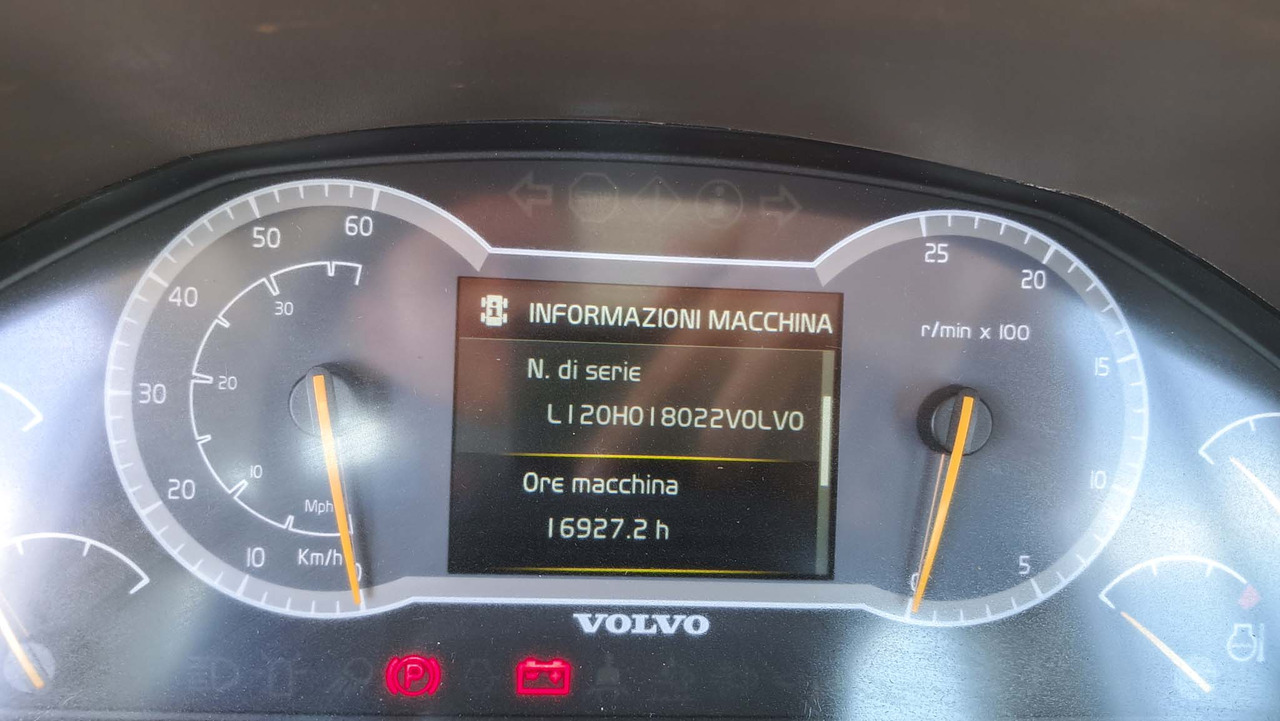 INFORMAZIONI MACCHINA
N. di serie
L120H018022VOLVO
Ore macchina
16927.2 h
60
50
40
30
20
10
0
Km/h
30
20
10
Mph
25
20
15
10
5
0
r/min x 100
VOLVO
P